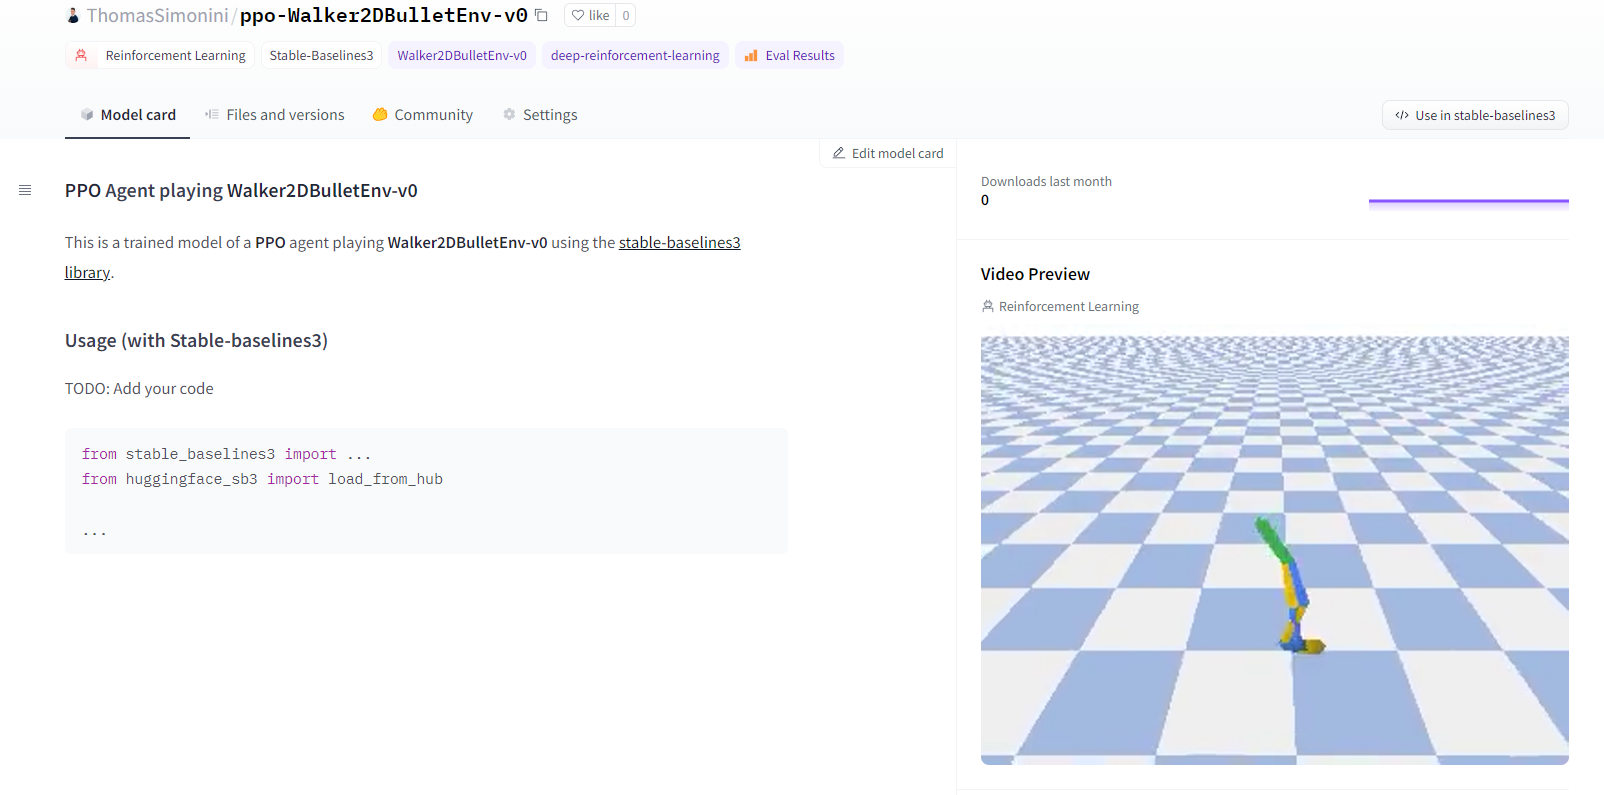 ThomasSimonini/ppo-Walker2DBulletEnv-v0 like 0
Reinforcement Learning Stable-Baselines3 Walker2DBulletEnv-v0 deep-reinforcement-learning Eval Results
Model card Files and versions Community Settings </> Use in stable-baselines3
Edit model card
PPO Agent playing Walker2DBulletEnv-v0
This is a trained model of a PPO agent playing Walker2DBulletEnv-v0 using the stable-baselines3
library.
Usage (with Stable-baselines3)
TODO: Add your code
from stable_baselines3 import ...
from huggingface_sb3 import load_from_hub
...
Downloads last month
0
Video Preview
Reinforcement Learning